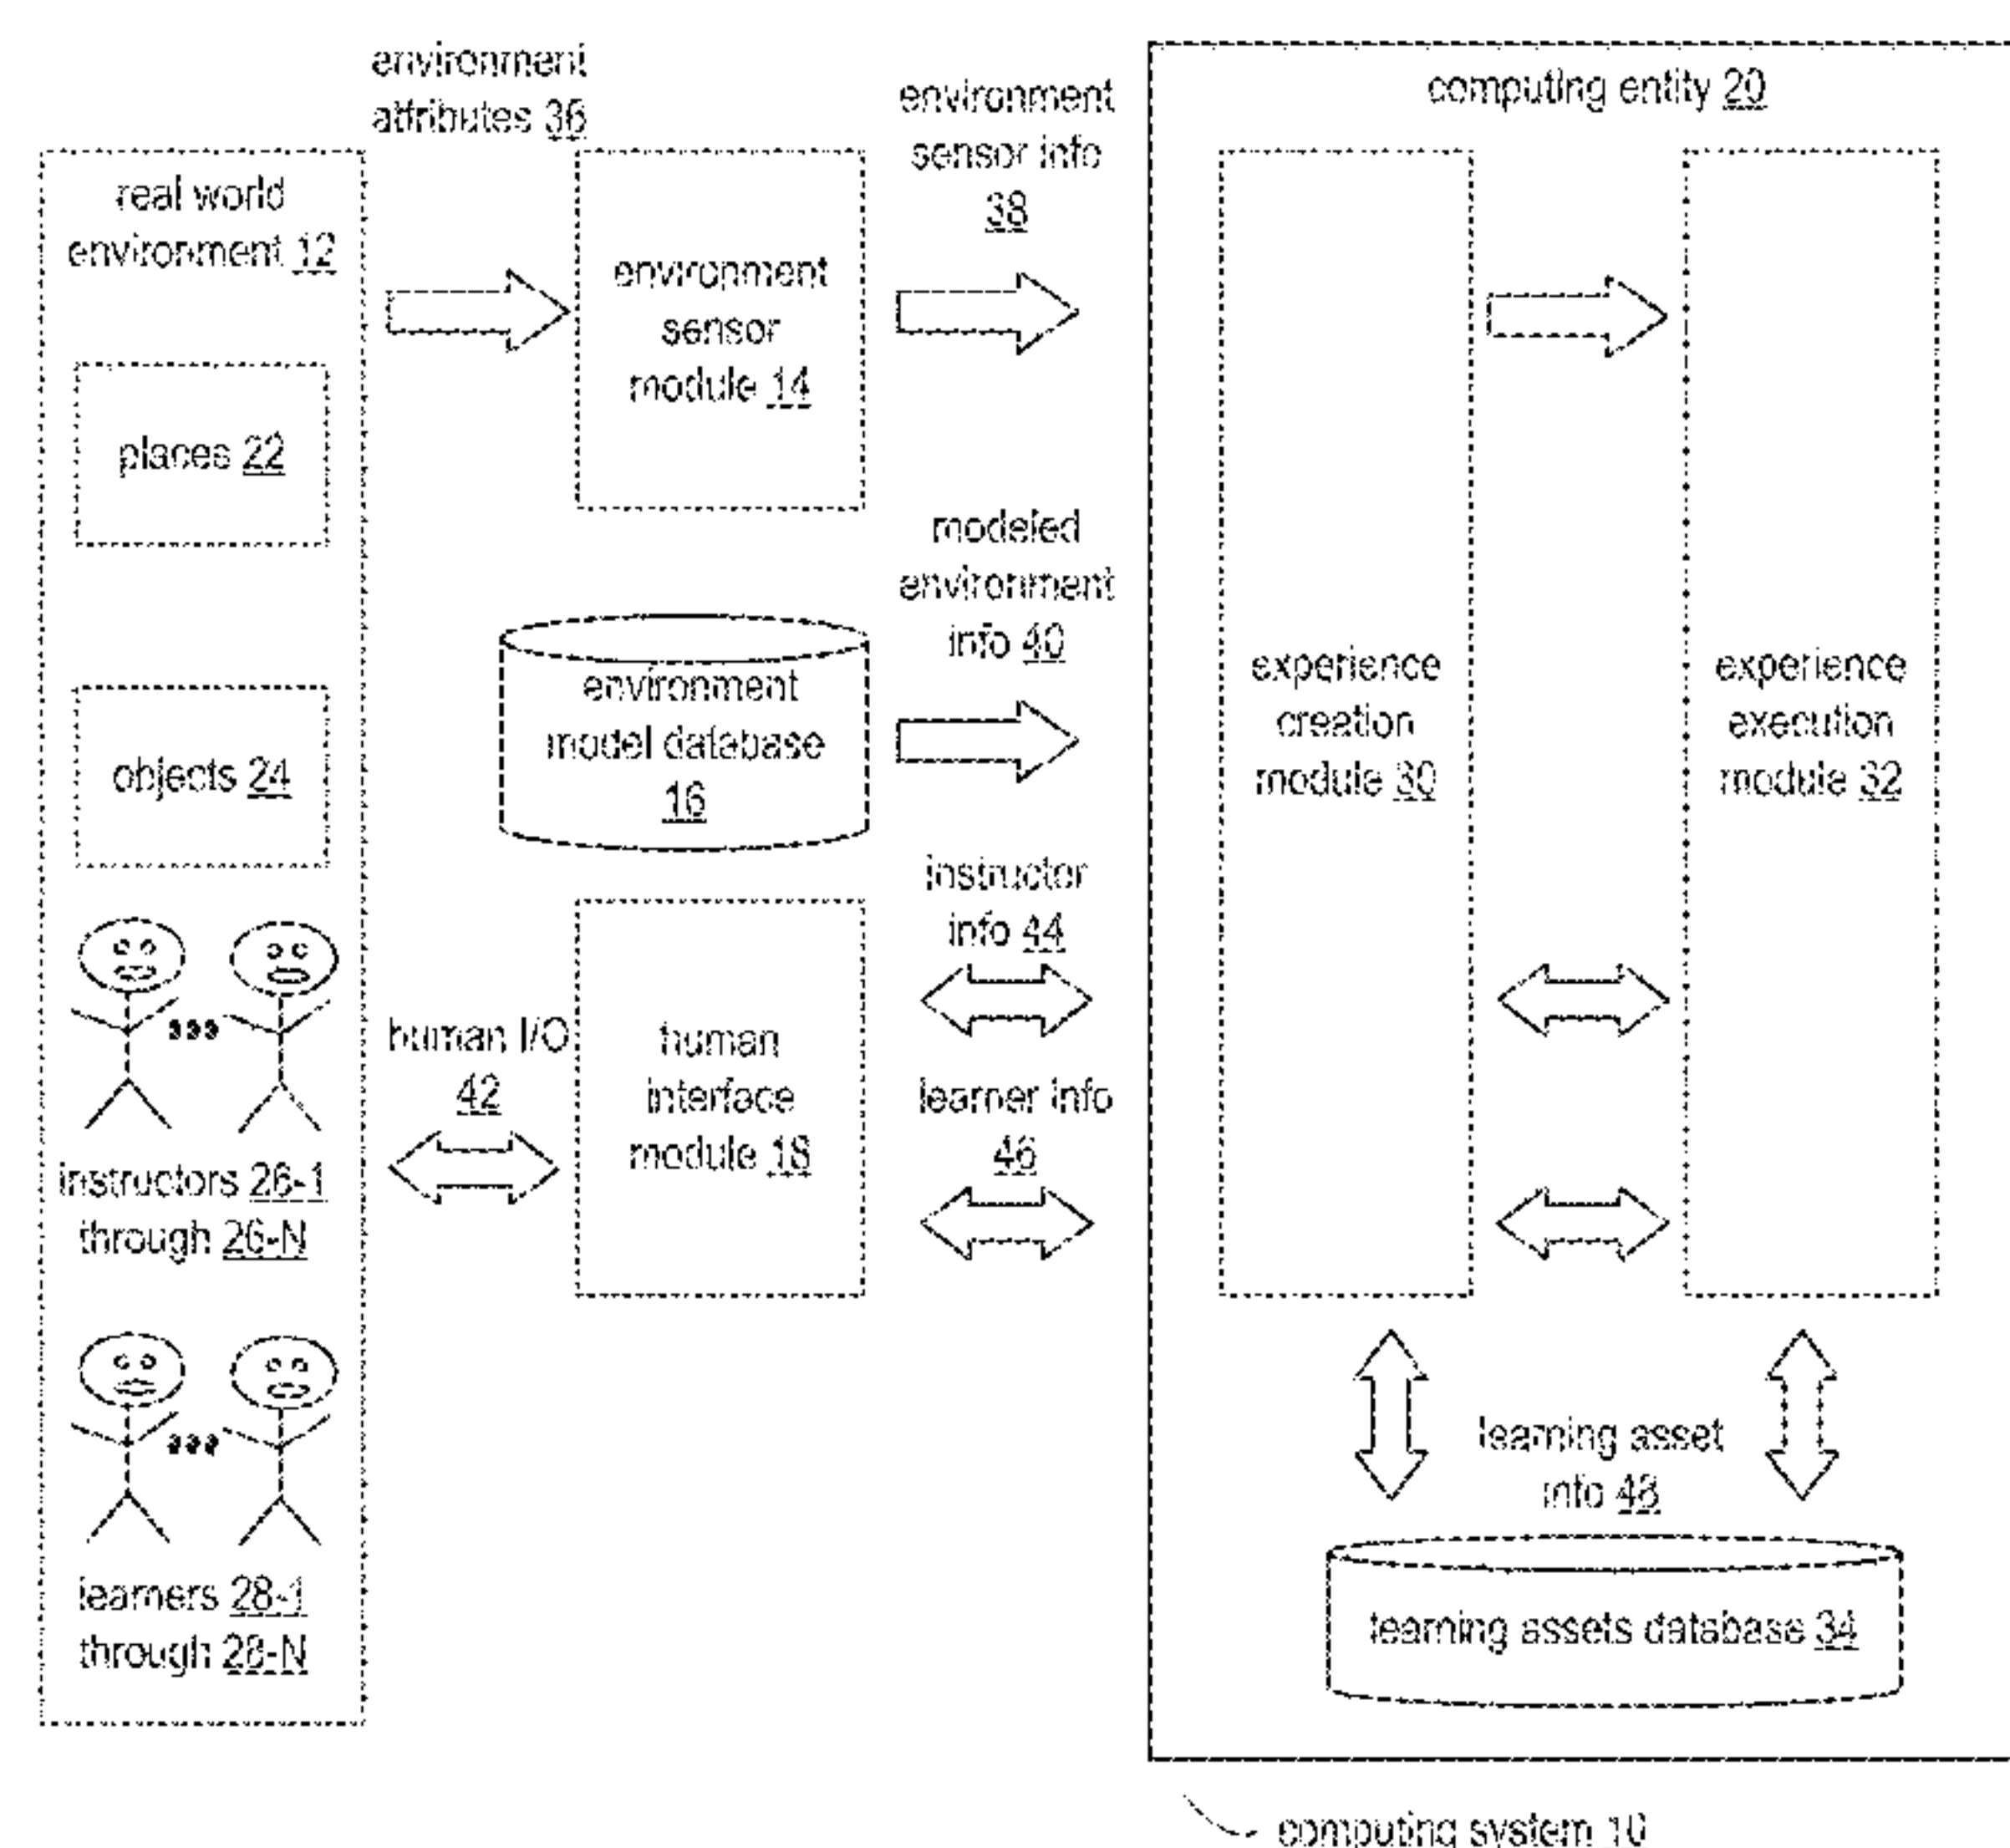 environment
attributes 36
environment
sensor info
38
computing entity 20
real world
environment 12
environment
sensor
module 14
places 22
modeled
environment
info 40
environment
model database
16
experience
creation
module 30
experience
execution
module 32
objects 24
instructor
info 44
human I/O
42
human
interface
module 18
learner info
46
instructors 26-1
through 26-N
learning asset
info 48
learners 28-1
through 28-N
learning assets database 34
computing system 10